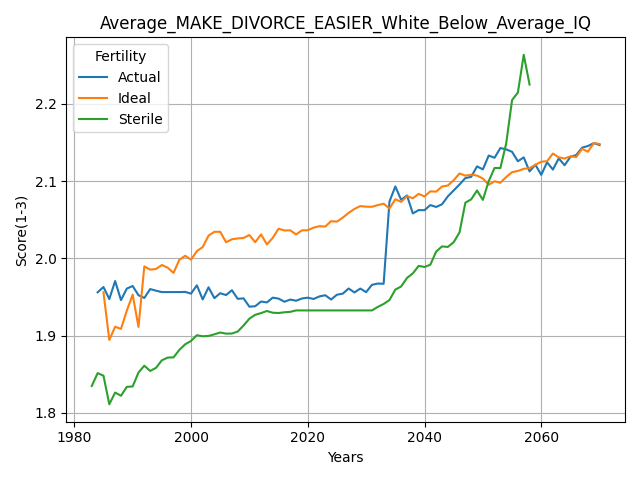 Average_MAKE_DIVORCE_EASIER_White_Below_Average_IQ
Fertility
Actual
Ideal
Sterile
Score(1-3)
2.2
2.1
2.0
1.9
1.8
1980
2000
2020
2040
2060
Years